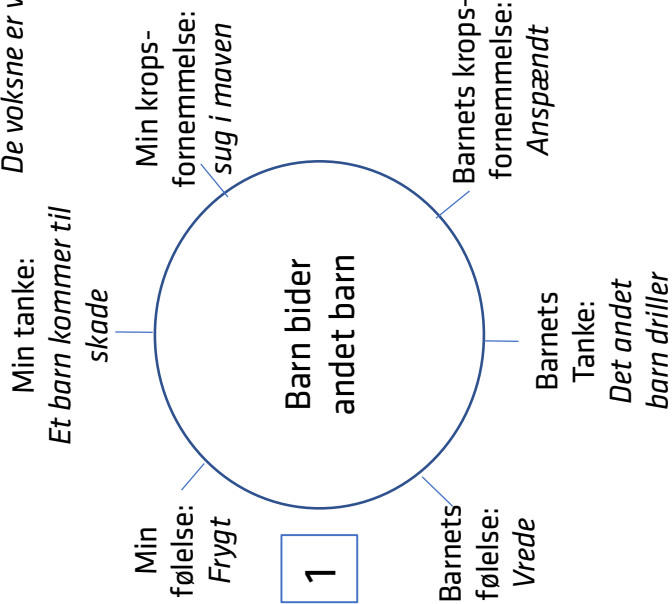 De voksne er
Min tanke:
Et barn kommer til
skade
Min krops-
fornemmelse:
sug i maven
Min
følelse:
Frygt
Barn bider
andet barn
1
Barnets
følelse:
Vrede
Barnets
Tanke:
Det andet
barn driller
Barnets krops-
fornemmelse:
Anspændt